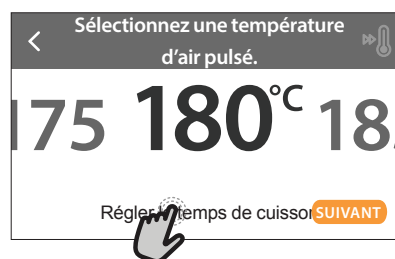 Sélectionnez une température
d'air pulsé.
175 180°C 18
Régler temps de cuisson SUIVANT